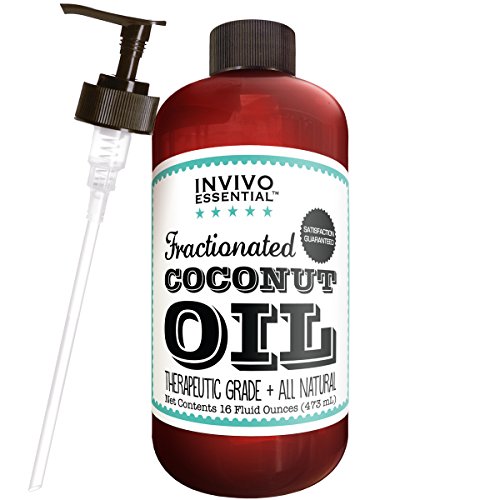 INVIVO
ESSENTIAL™
SATISFACTION
GUARANTEED
Fractionated
COCONUT
OIL
THERAPEUTIC GRADE + ALL NATURAL
Net Contents 16 Fluid Ounces (473 mL)